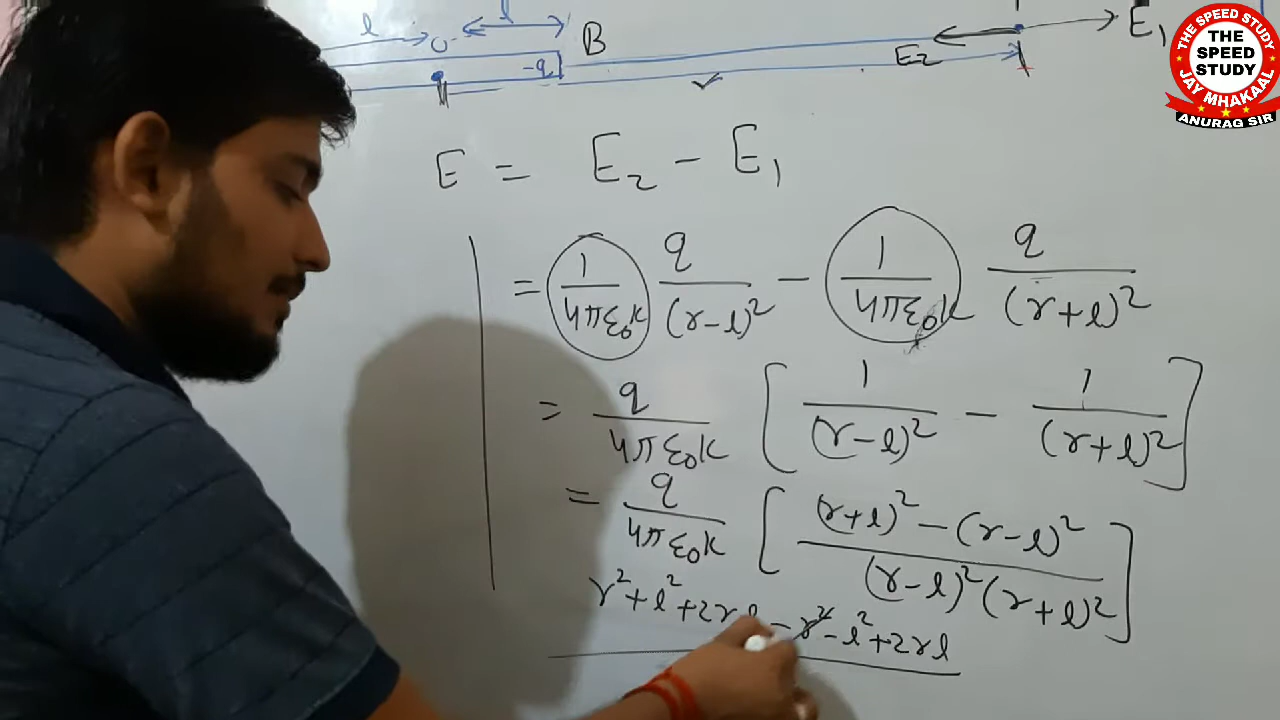 l
l
O
B
-q
E2
E1
THE SPEED STUDY
THE
SPEED
STUDY
JAY MHAKAAL
ANURAG SIR
E = E₂ - E₁
= 1/4πε₀k q/(r-l)² - 1/4πε₀k q/(r+l)²
= q/4πε₀k [ 1/(r-l)² - 1/(r+l)² ]
= q/4πε₀k [ (r+l)² - (r-l)² / (r-l)² (r+l)² ]
r² + l² + 2rl - r² - l² + 2rl